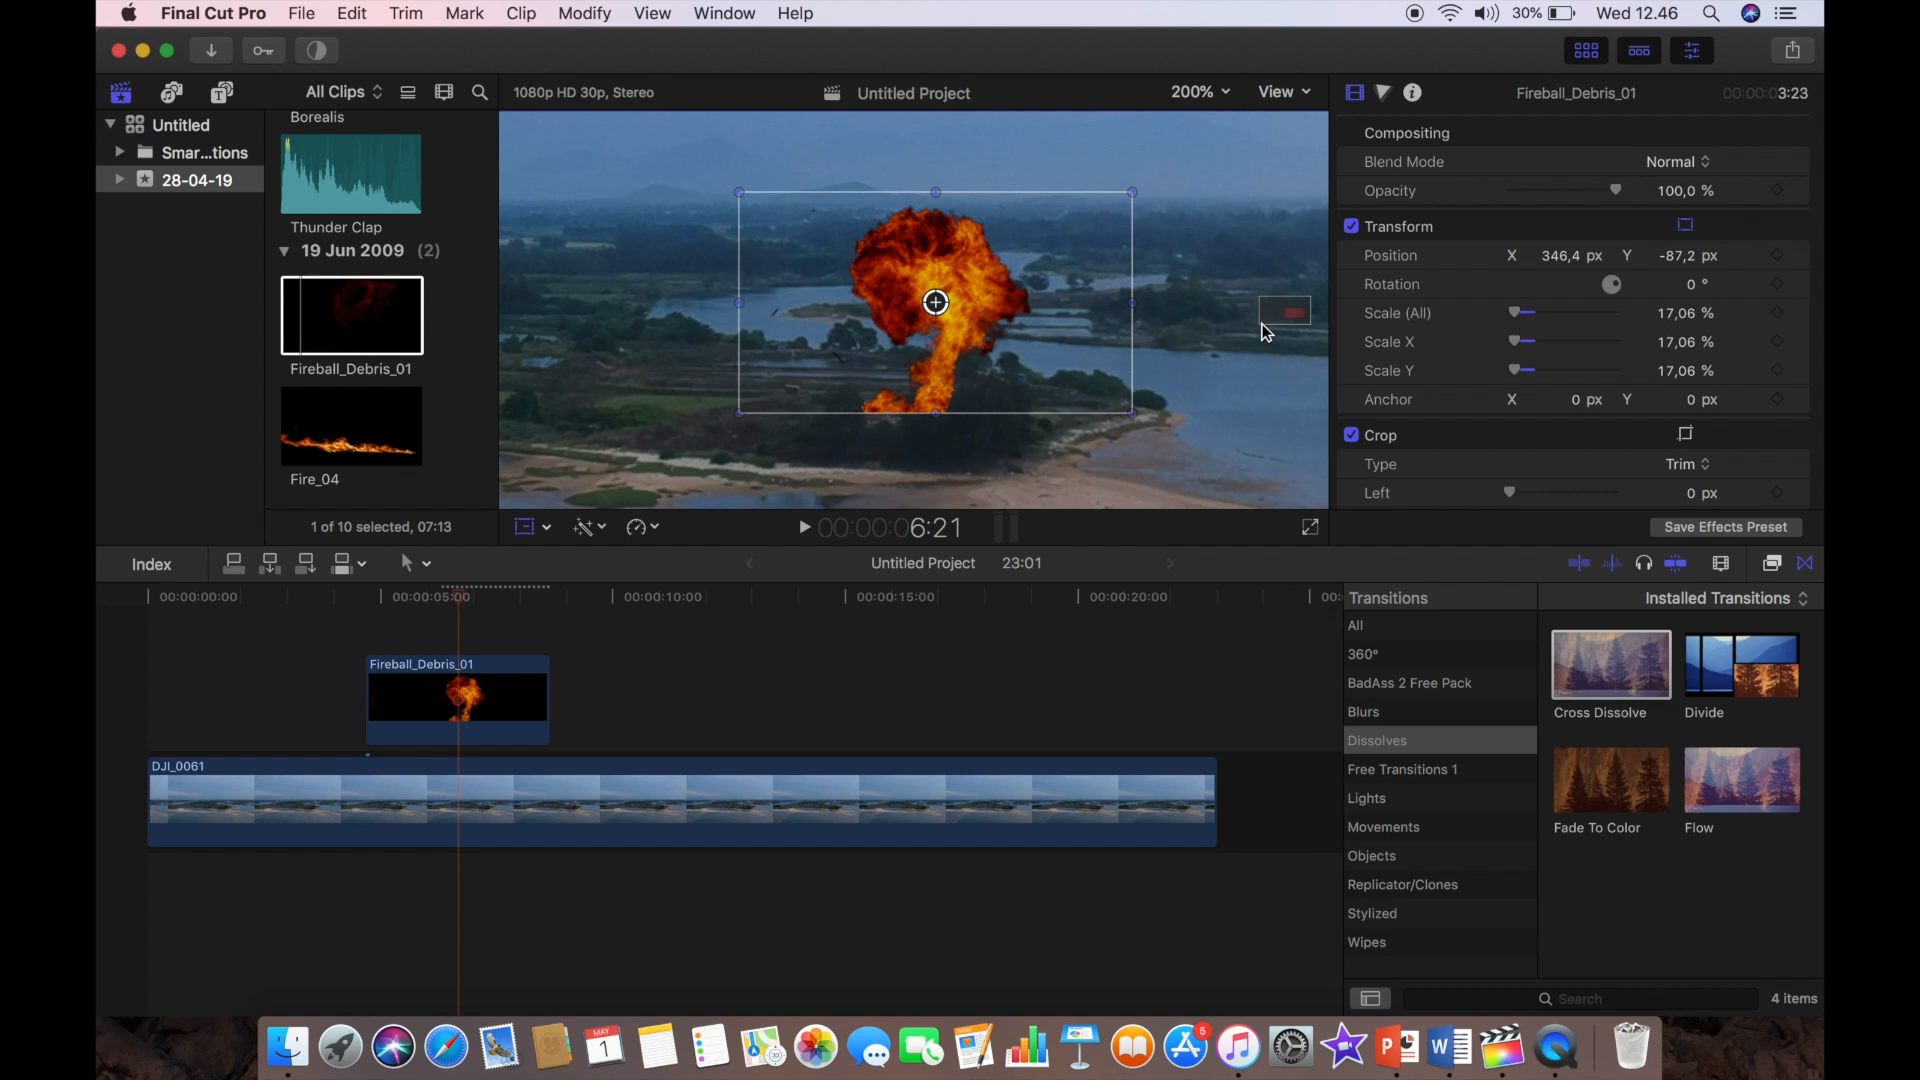 Final Cut Pro File Edit Trim Mark Clip Modify View Window Help 30% Wed 12.46
All Clips 1080p HD 30p, Stereo Untitled Project 200% View Fireball_Debris_01 00:00:03:23
Untitled
Smar...tions
28-04-19
Borealis
Thunder Clap
19 Jun 2009 (2)
Fireball_Debris_01
Fire_04
1 of 10 selected, 07:13
00:00:06:21
Compositing
Blend Mode Normal
Opacity 100,0 %
Transform
Position X 346,4 px Y -87,2 px
Rotation 0 °
Scale (All) 17,06 %
Scale X 17,06 %
Scale Y 17,06 %
Anchor X 0 px Y 0 px
Crop
Type Trim
Left 0 px
Save Effects Preset
Index Untitled Project 23:01
00:00:00:00 00:00:05:00 00:00:10:00 00:00:15:00 00:00:20:00 00:
Fireball_Debris_01
DJI_0061
Transitions Installed Transitions
All
360°
BadAss 2 Free Pack
Blurs
Dissolves
Free Transitions 1
Lights
Movements
Objects
Replicator/Clones
Stylized
Wipes
Cross Dissolve Divide
Fade To Color Flow
Search 4 items
MAY
1
3D
5
P
W